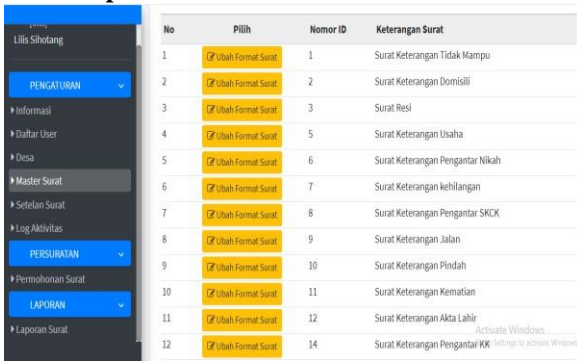 Lilis Sihotang
PENGATURAN
Informasi
Daftar User
Desa
Master Surat
Setelan Surat
Log Aktivitas
PERSURATAN
Permohonan Surat
LAPORAN
Laporan Surat
No Pilih Nomor ID Keterangan Surat
1 Ubah Format Surat 1 Surat Keterangan Tidak Mampu
2 Ubah Format Surat 2 Surat Keterangan Domisili
3 Ubah Format Surat 3 Surat Resi
4 Ubah Format Surat 5 Surat Keterangan Usaha
5 Ubah Format Surat 6 Surat Keterangan Pengantar Nikah
6 Ubah Format Surat 7 Surat Keterangan kehilangan
7 Ubah Format Surat 8 Surat Keterangan Pengantar SKCK
8 Ubah Format Surat 9 Surat Keterangan Jalan
9 Ubah Format Surat 10 Surat Keterangan Pindah
10 Ubah Format Surat 11 Surat Keterangan Kematian
11 Ubah Format Surat 12 Surat Keterangan Akta Lahir
12 Ubah Format Surat 14 Surat Keterangan Pengantar KK
Activate Windows
Settings to activate Windows